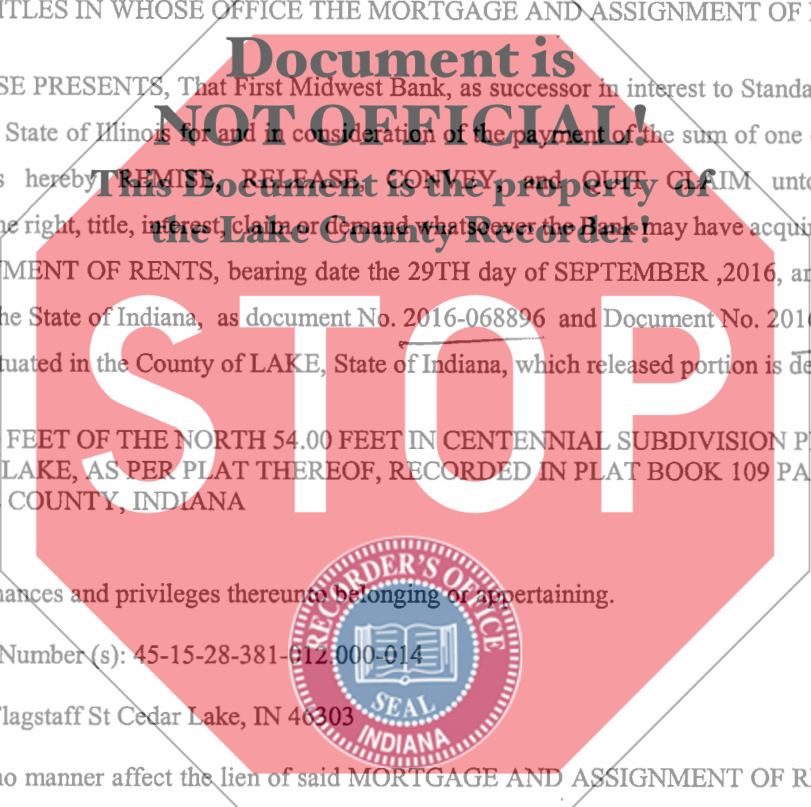 ITLES IN WHOSE OFFICE THE MORTGAGE AND ASSIGNMENT OF
Document is
SE PRESENTS, That First Midwest Bank, as successor in interest to Standa
NOT OFFICIAL!
State of Illinois for and in consideration of the payment of the sum of one
This Document is the property of
s hereby REMISE, RELEASE, CONVEY, and QUIT CLAIM unto
the Lake County Recorder!
e right, title, interest, claim or demand whatsoever the Bank may have acqui
MENT OF RENTS, bearing date the 29TH day of SEPTEMBER ,2016, an
he State of Indiana, as document No. 2016-068896 and Document No. 201
tuated in the County of LAKE, State of Indiana, which released portion is de
STOP
FEET OF THE NORTH 54.00 FEET IN CENTENNIAL SUBDIVISION P
LAKE, AS PER PLAT THEREOF, RECORDED IN PLAT BOOK 109 PA
COUNTY, INDIANA
nances and privileges thereunto belonging or appertaining.
Number (s): 45-15-28-381-012.000-014
RECORDER'S OFFICE
SEAL
INDIANA
Flagstaff St Cedar Lake, IN 46303
no manner affect the lien of said MORTGAGE AND ASSIGNMENT OF R